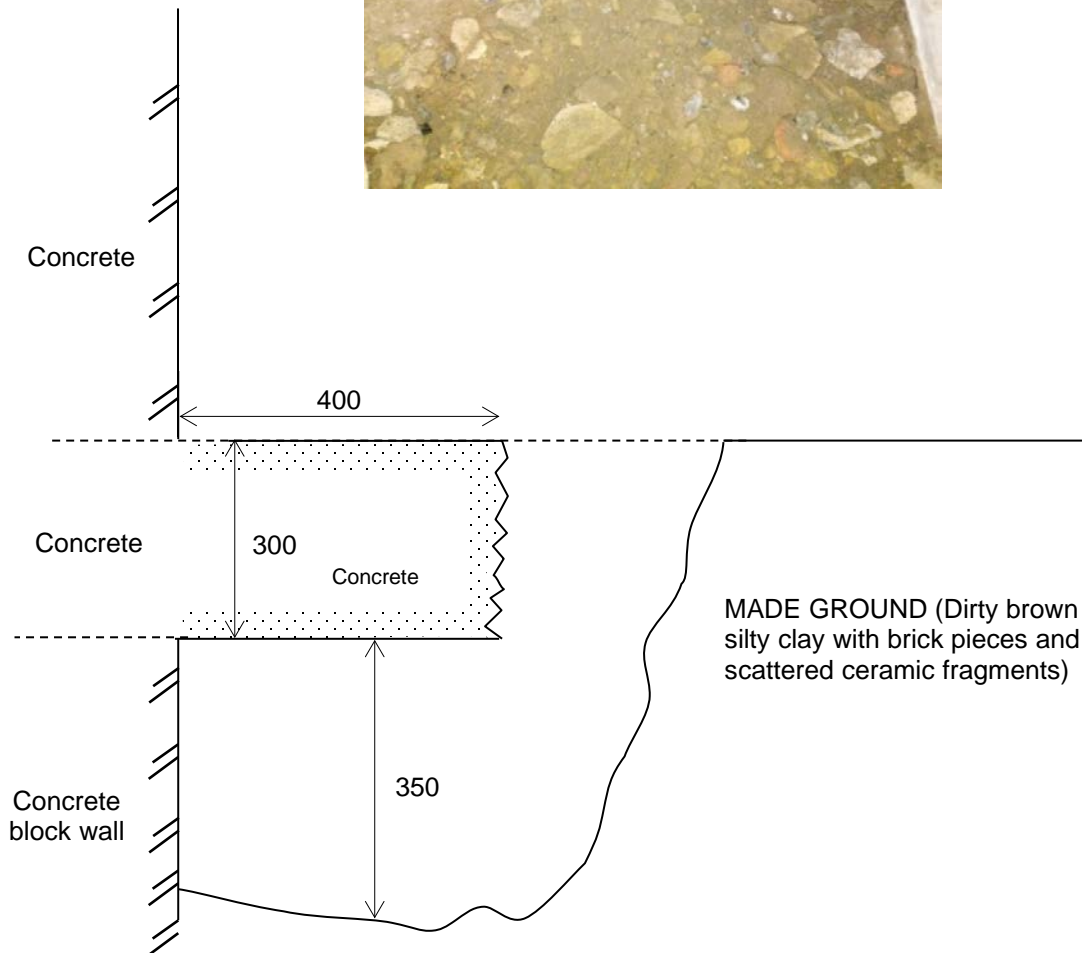 Concrete
400
Concrete
300
Concrete
MADE GROUND (Dirty brown
silty clay with brick pieces and
scattered ceramic fragments)
350
Concrete
block wall